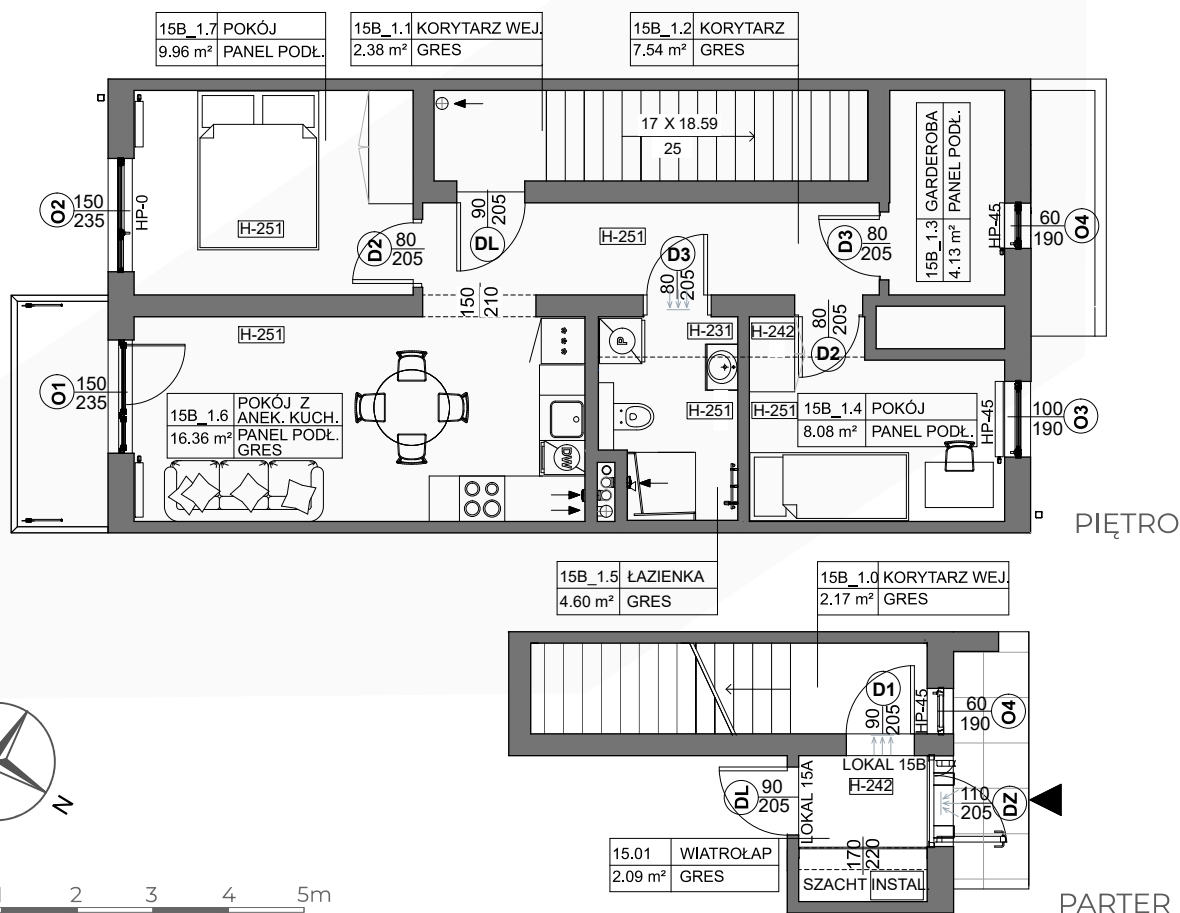 15B_1.7 POKÓJ
9.96 m² PANEL PODŁ.
15B_1.1 KORYTARZ WEJ.
2.38 m² GRES
15B_1.2 KORYTARZ
7.54 m² GRES
17 X 18.59
25
15B_1.3 GARDEROBA
4.13 m² PANEL PODŁ.
O2 150
235
HP-0
H-251
D2 80
205
DL 90
205
H-251
D3 80
205
D3 80
205
HP-45
60 O4
190
150
210
H-251
H-231
H-242
80
205
D2
O1 150
235
15B_1.6 POKÓJ Z
ANEK. KUCH.
16.36 m² PANEL PODŁ.
GRES
P
DW
H-251
H-251
15B_1.4 POKÓJ
8.08 m² PANEL PODŁ.
HP-45
100 O3
190
PIĘTRO
15B_1.5 ŁAZIENKA
4.60 m² GRES
15B_1.0 KORYTARZ WEJ.
2.17 m² GRES
D1
90
205
HP-45
60 O4
190
LOKAL 15B
LOKAL 15A
H-242
DL 90
205
110 DZ
205
15.01 WIATROŁAP
2.09 m² GRES
170
220
SZACHT INSTAL.
N
1 2 3 4 5m
PARTER